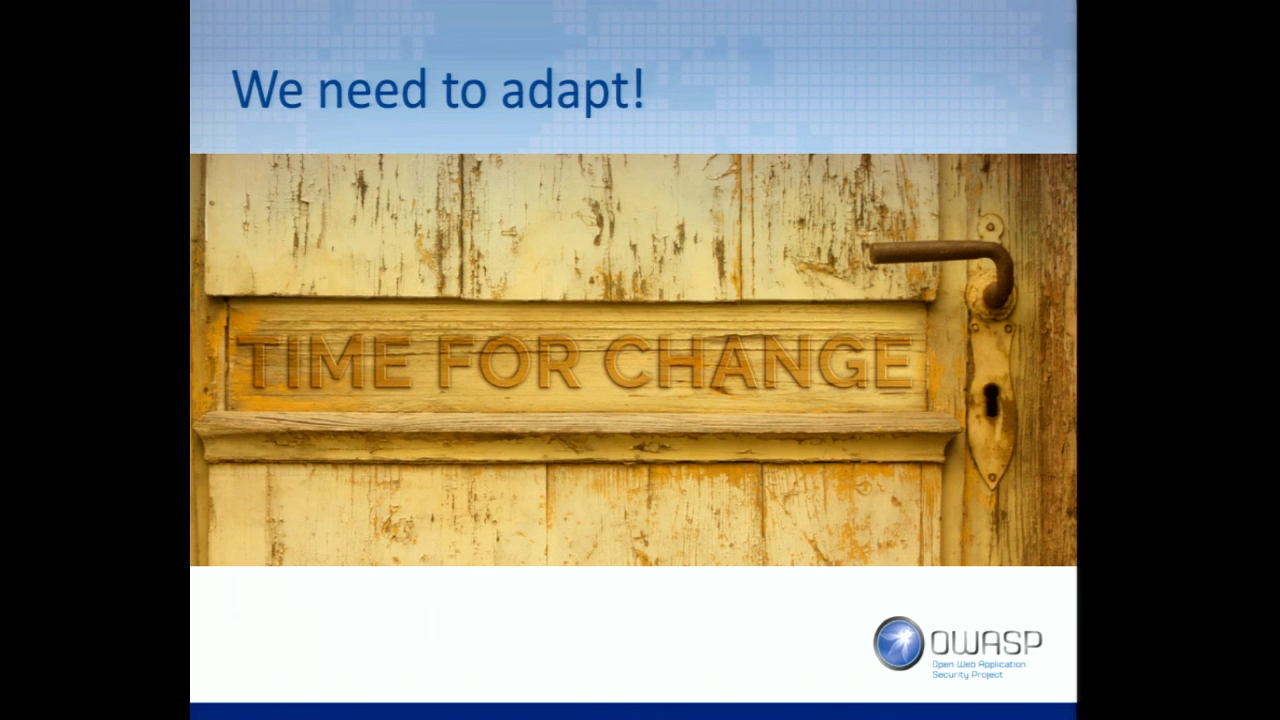 We need to adapt!
TIME FOR CHANGE
OWASP
Open Web Application
Security Project